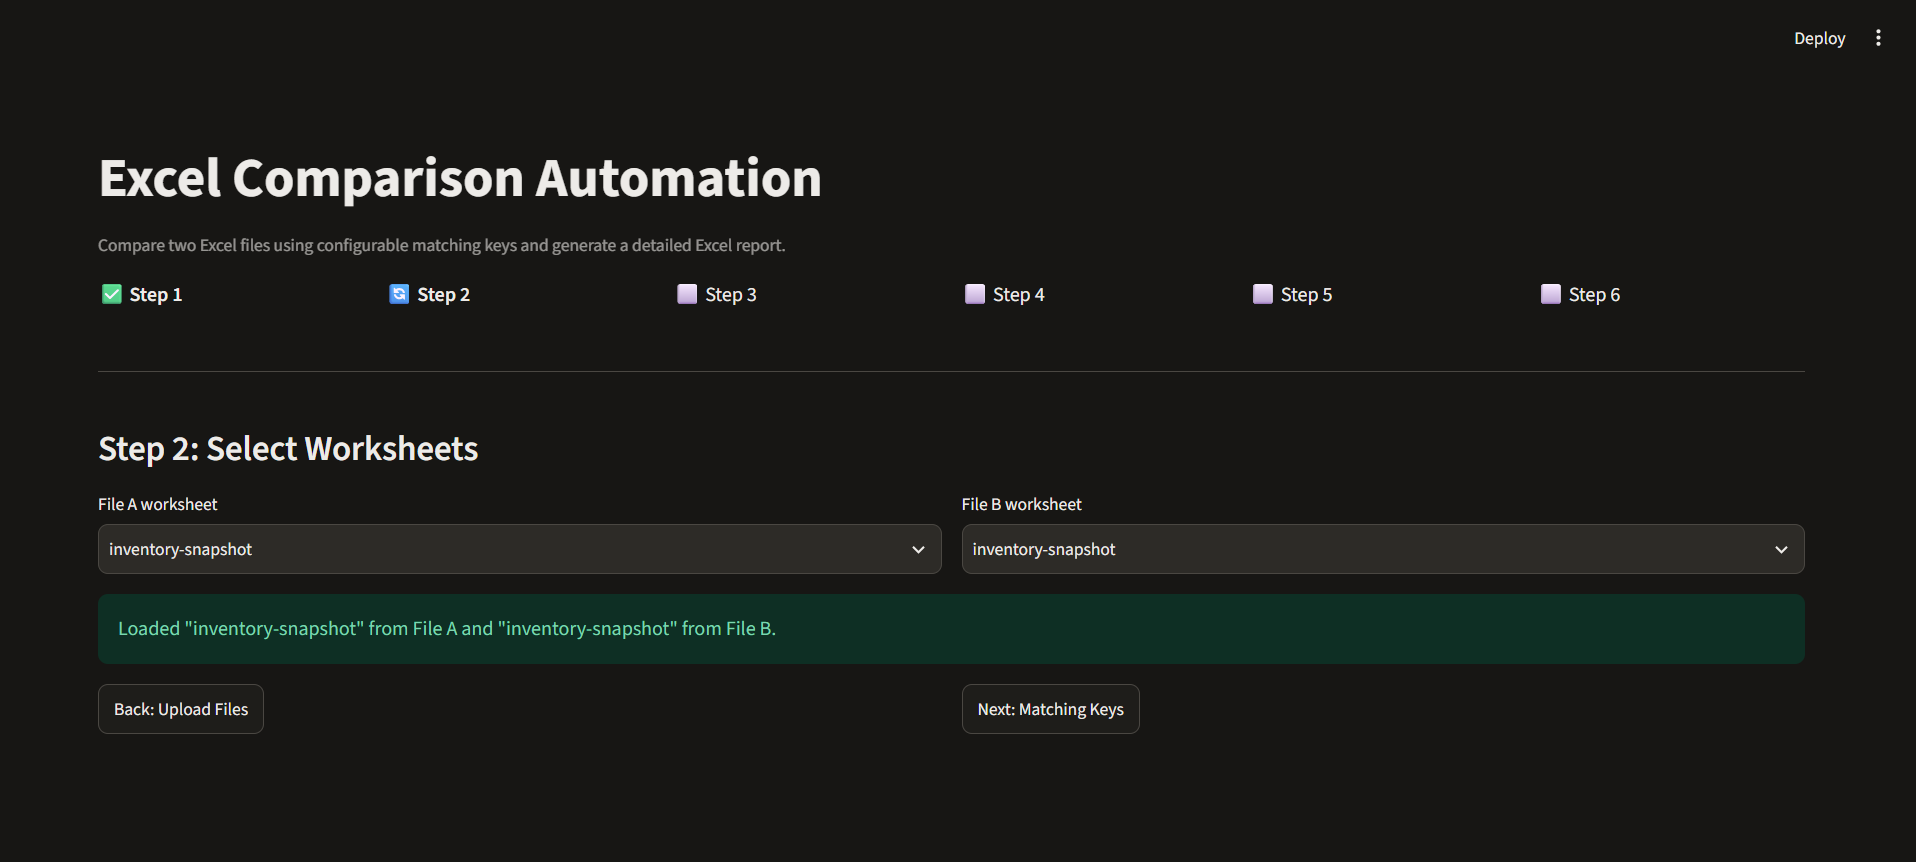 Deploy
Excel Comparison Automation
Compare two Excel files using configurable matching keys and generate a detailed Excel report.
Step 1
Step 2
Step 3
Step 4
Step 5
Step 6
Step 2: Select Worksheets
File A worksheet
File B worksheet
inventory-snapshot
inventory-snapshot
Loaded "inventory-snapshot" from File A and "inventory-snapshot" from File B.
Back: Upload Files
Next: Matching Keys